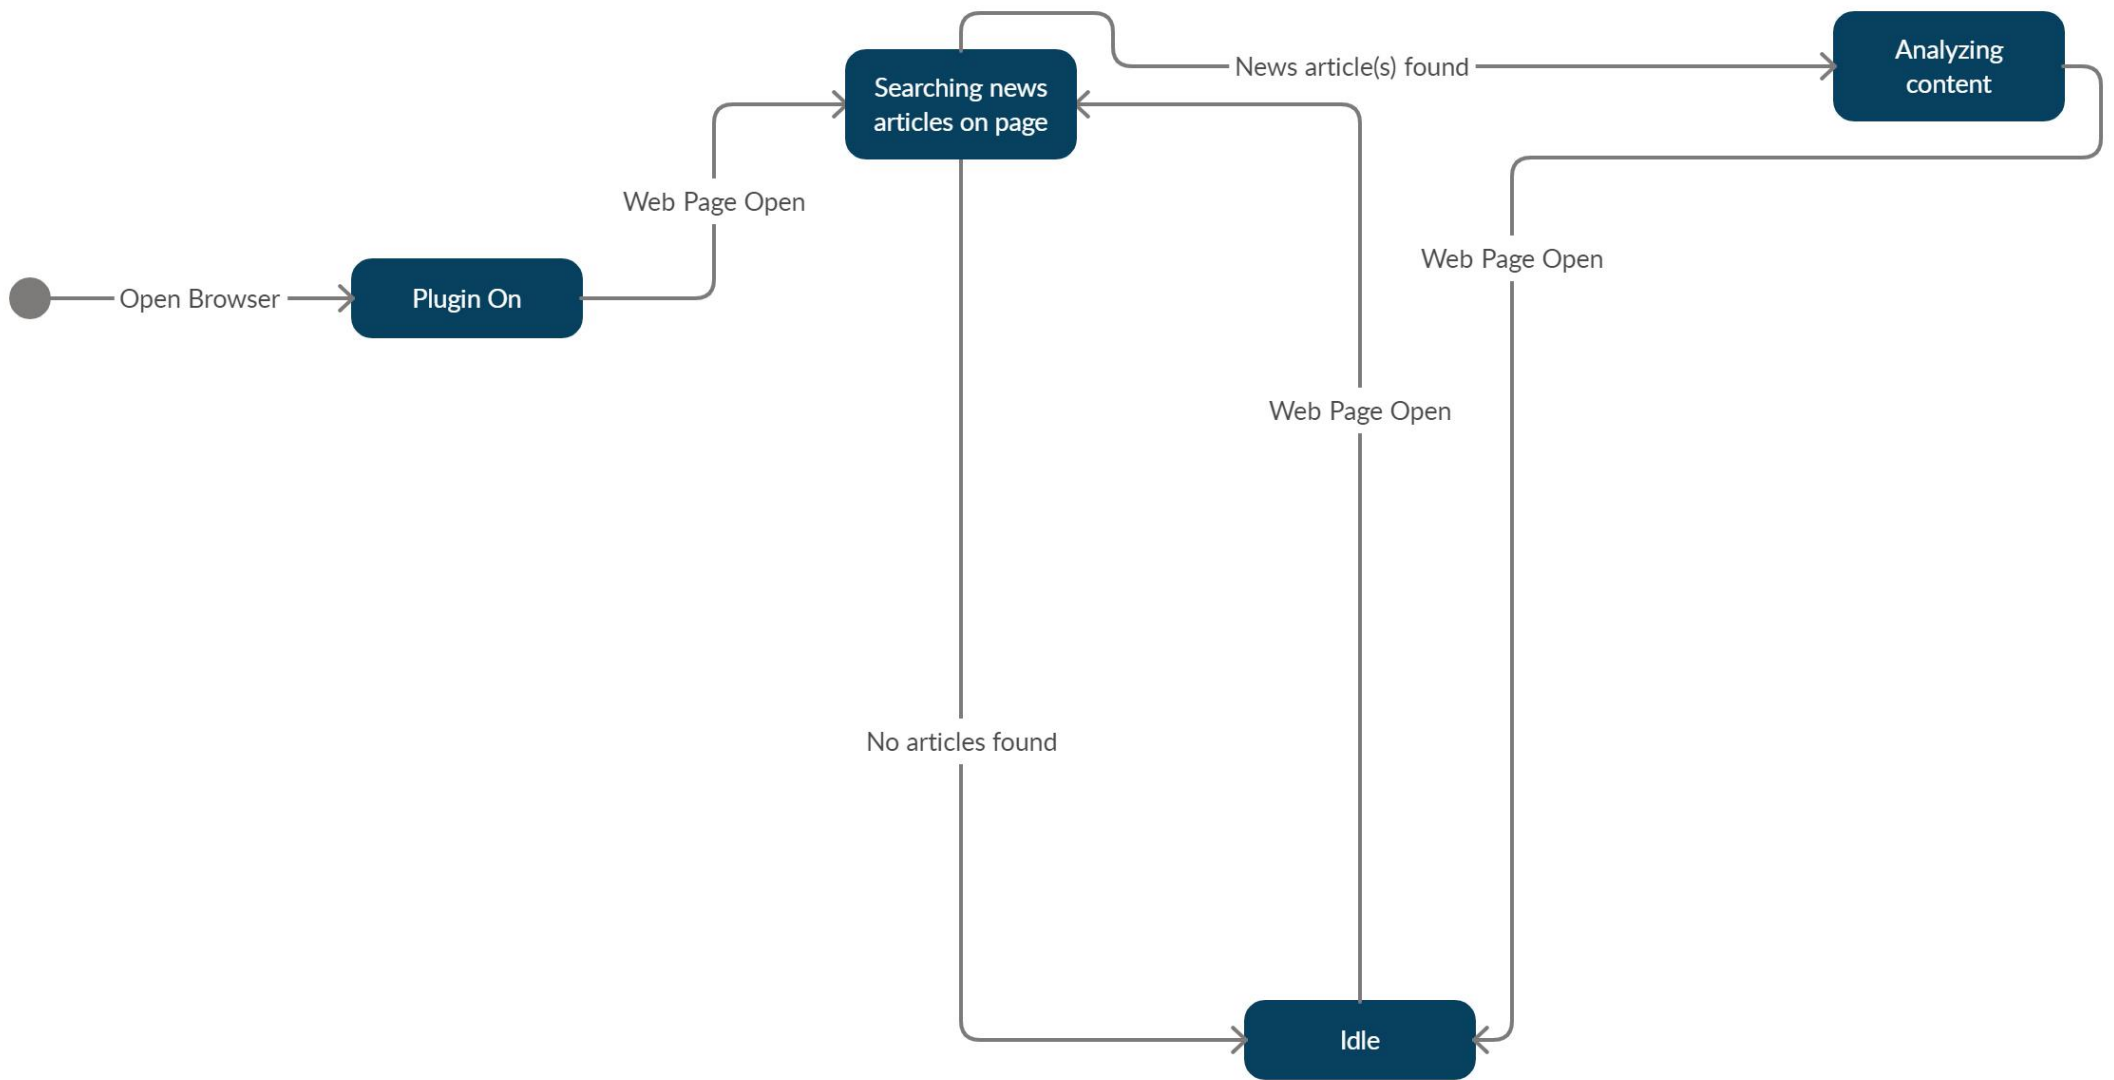 News article(s) found
Analyzing
content
Searching news
articles on page
Web Page Open
Web Page Open
Open Browser
Plugin On
Web Page Open
No articles found
Idle